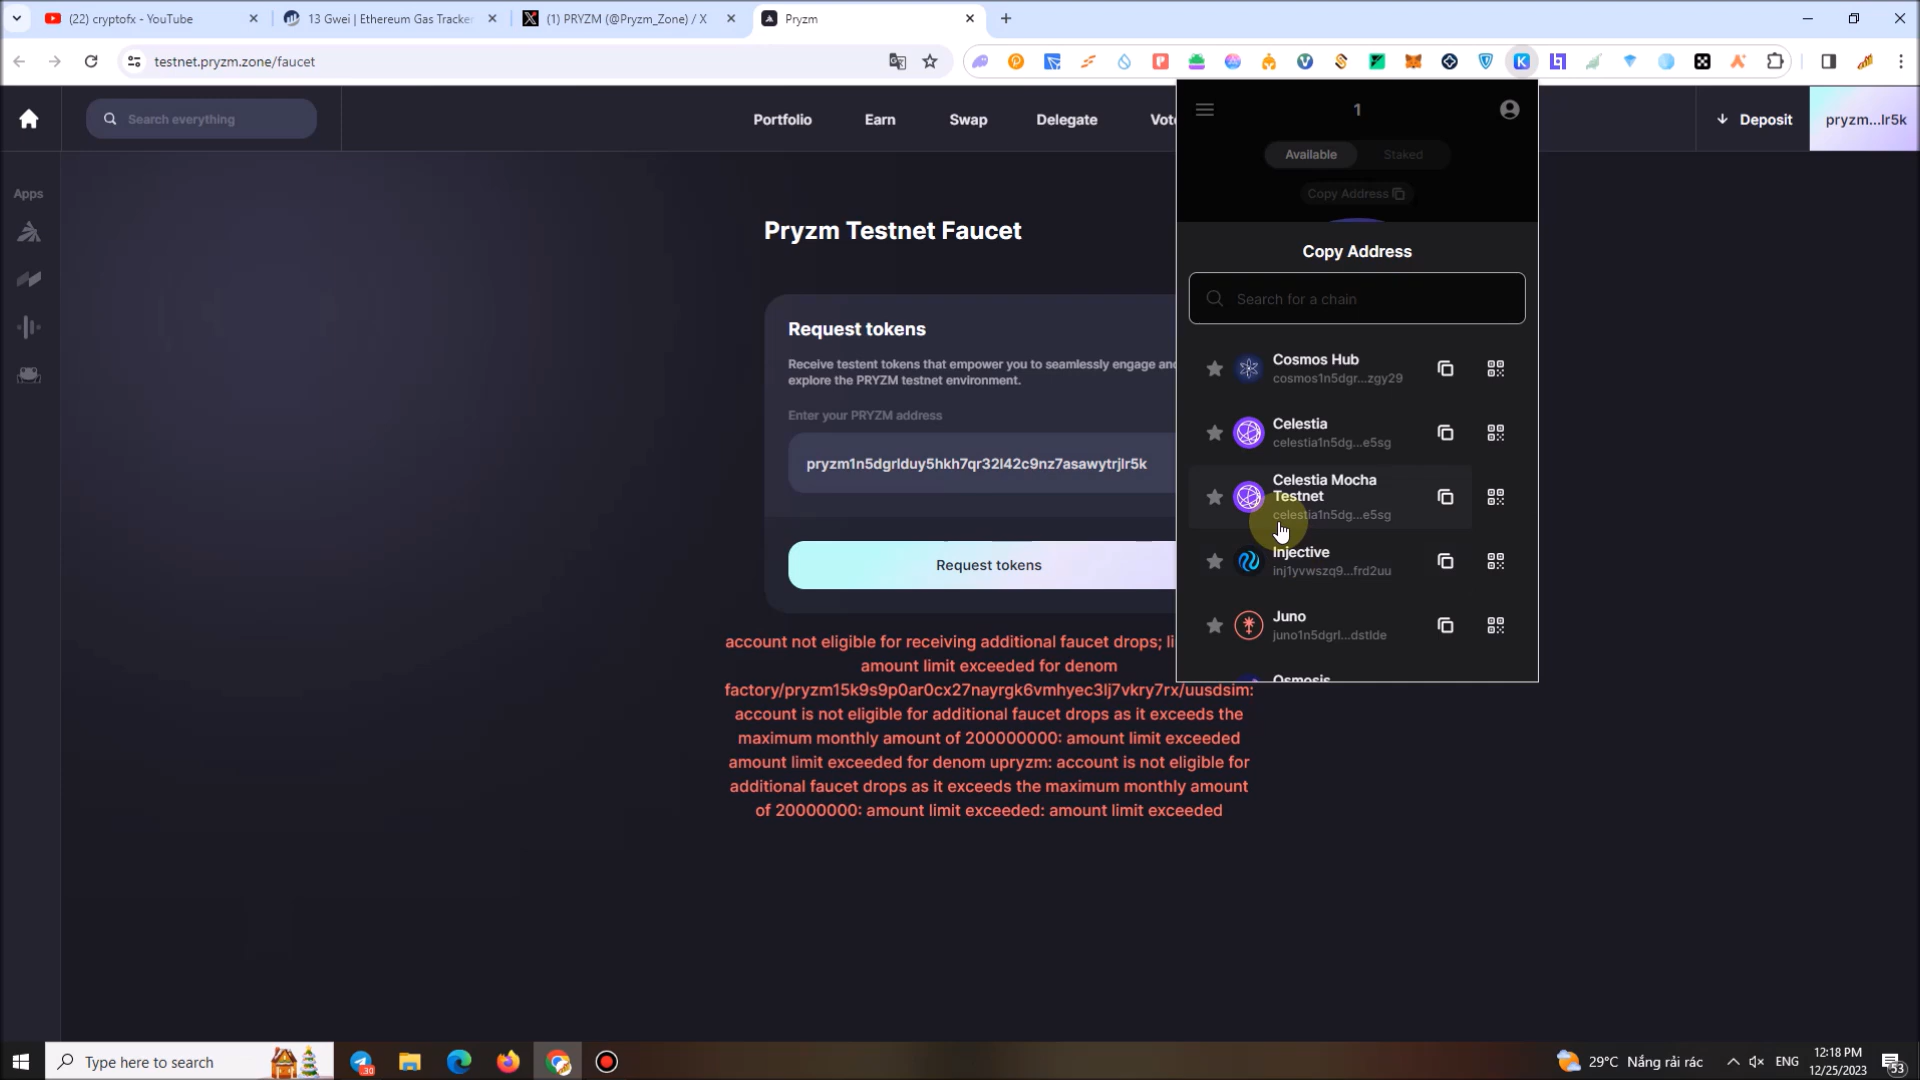 (22) cryptofx - YouTube
13 Gwei | Ethereum Gas Tracker
(1) PRYZM (@Pryzm_Zone) / X
Pryzm
testnet.pryzm.zone/faucet
Search everything
Portfolio
Earn
Swap
Delegate
Vote
Deposit
pryzm...lr5k
Apps
Pryzm Testnet Faucet
Request tokens
Receive testent tokens that empower you to seamlessly engage and
explore the PRYZM testnet environment.
Enter your PRYZM address
pryzm1n5dgrlduy5hkh7qr32l42c9nz7asawytrjlr5k
Request tokens
account not eligible for receiving additional faucet drops; li
amount limit exceeded for denom
factory/pryzm15k9s9p0ar0cx27nayrgk6vmhyec3lj7vkry7rx/uusdsim:
account is not eligible for additional faucet drops as it exceeds the
maximum monthly amount of 200000000: amount limit exceeded
amount limit exceeded for denom upryzm: account is not eligible for
additional faucet drops as it exceeds the maximum monthly amount
of 20000000: amount limit exceeded: amount limit exceeded
1
Available
Staked
Copy Address
Copy Address
Search for a chain
Cosmos Hub
cosmos1n5dgr...zgy29
Celestia
celestia1n5dg...e5sg
Celestia Mocha
Testnet
celestia1n5dg...e5sg
Injective
inj1yvwszq9...frd2uu
Juno
juno1n5dgrl...dstlde
Osmosis
Type here to search
30
29°C Nắng rải rác
ENG
12:18 PM
12/25/2023
53